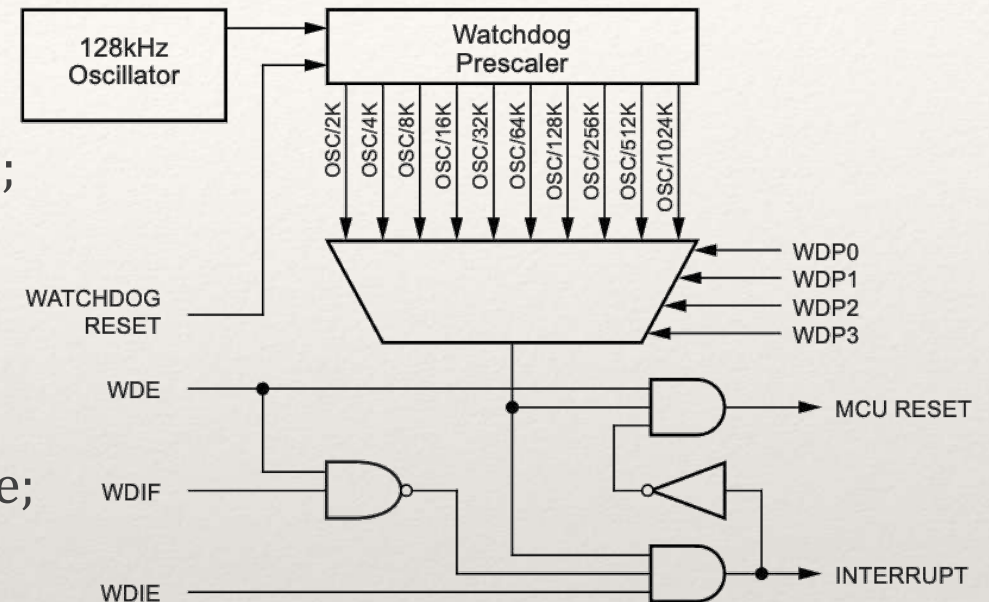 128kHz
Oscillator
Watchdog
Prescaler
OSC/2K
OSC/4K
OSC/8K
OSC/16K
OSC/32K
OSC/64K
OSC/128K
OSC/256K
OSC/512K
OSC/1024K
;
WDP0
WDP1
WDP2
WDP3
WATCHDOG
RESET
WDE
MCU RESET
e;
WDIF
WDIE
INTERRUPT